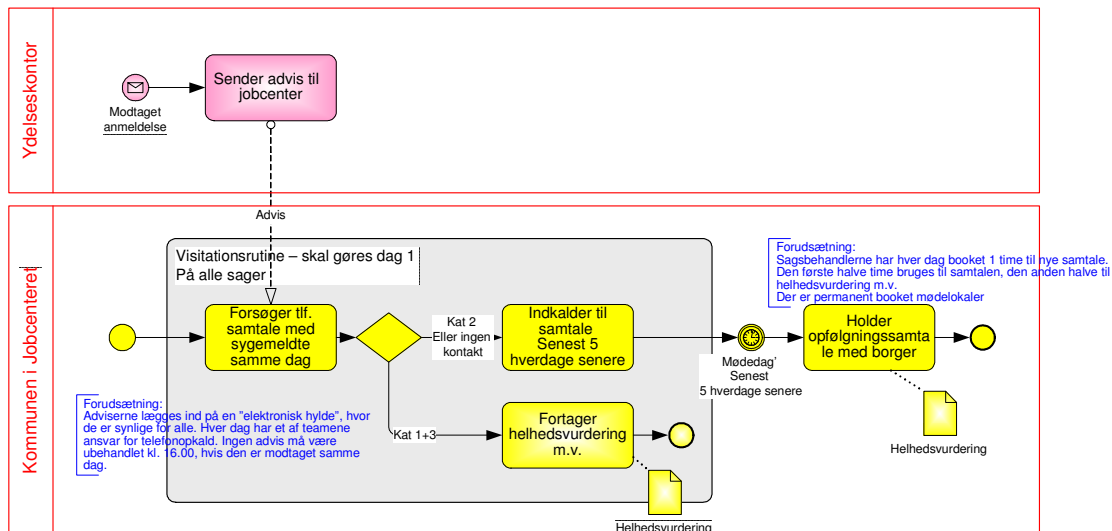 Ydelseskontor
Sender advis til
jobcenter
Modtaget
anmeldelse
Kommunen i Jobcenteret
Advis
Visitationsrutine – skal gøres dag 1
På alle sager
Forsøger tlf.
samtale med
sygemeldte
samme dag
Kat 2
Eller ingen
kontakt
Indkalder til
samtale
Senest 5
hverdage senere
Mødedag’
Senest
5 hverdage senere
Forudsætning:
Sagsbehandlerne har hver dag booket 1 time til nye samtale.
Den første halve time bruges til samtalen, den anden halve til
helhedsvurdering m.v.
Der er permanent booket mødelokaler
Holder
opfølgningssamta
le med borger
Helhedsvurdering
Forudsætning:
Adviserne lægges ind på en "elektronisk hylde", hvor
de er synlige for alle. Hver dag har et af teamene
ansvar for telefonopkald. Ingen advis må være
ubehandlet kl. 16.00, hvis den er modtaget samme
dag.
Kat 1+3
Fortager
helhedsvurdering
m.v.
Helhedsvurdering